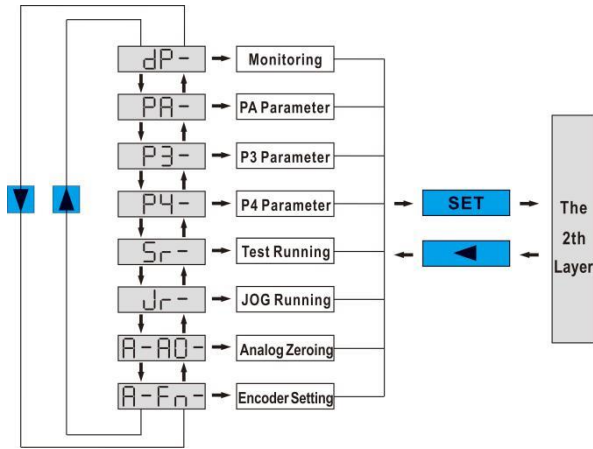 dP-
Monitoring
PA-
PA Parameter
P3-
P3 Parameter
P4-
P4 Parameter
SET
Sr-
Test Running
Jr-
JOG Running
A-A0-
Analog Zeroing
A-Fn-
Encoder Setting
The
2th
Layer